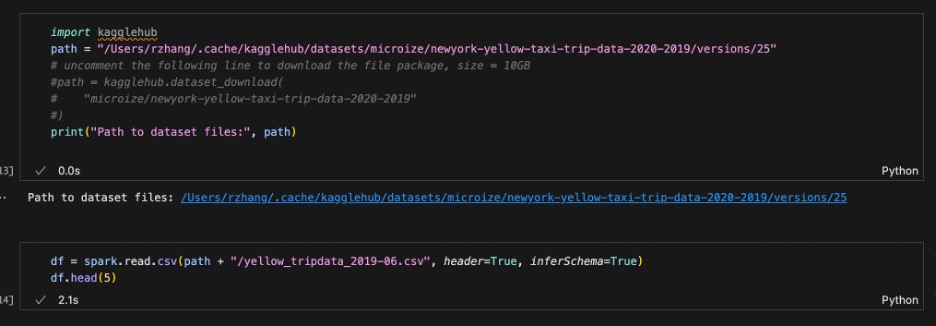 import kagglehub
path = "/Users/rzhang/.cache/kagglehub/datasets/microize/newyork-yellow-taxi-trip-data-2020-2019/versions/25"
# uncomment the following line to download the file package, size = 10GB
#path = kagglehub.dataset_download(
#    "microize/newyork-yellow-taxi-trip-data-2020-2019"
#)
print("Path to dataset files:", path)
13] ✓ 0.0s Python
·· Path to dataset files: /Users/rzhang/.cache/kagglehub/datasets/microize/newyork-yellow-taxi-trip-data-2020-2019/versions/25
df = spark.read.csv(path + "/yellow_tripdata_2019-06.csv", header=True, inferSchema=True)
df.head(5)
14] ✓ 2.1s Python